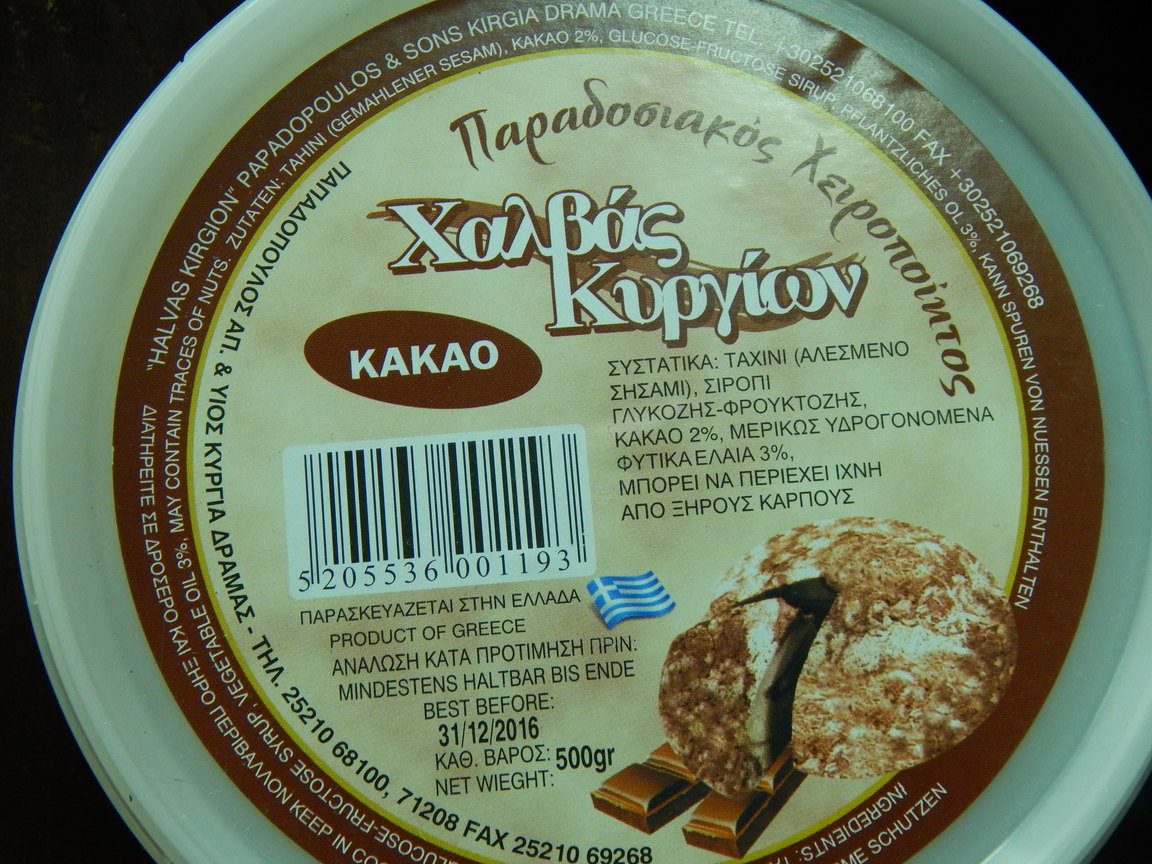 "HALVAS KIRGION" PAPADOPOULOS & SONS KIRGIA DRAMA GREECE TEL. +302521068100 FAX +302521069268
ZUTATEN: TAHINI (GEMAHLENER SESAM), KAKAO 2%, GLUCOSE-FRUCTOSE SIRUP, PFLANTZLICHES OL 3%, KANN SPUREN VON NUESSEN ENTHALTEN
Παραδοσιακός Χειροποίητος
Χαλβάς
Κυργίων
ΚΑΚΑΟ
ΣΥΣΤΑΤΙΚΑ: ΤΑΧΙΝΙ (ΑΛΕΣΜΕΝΟ
ΣΗΣΑΜΙ), ΣΙΡΟΠΙ
ΓΛΥΚΟΖΗΣ-ΦΡΟΥΚΤΟΖΗΣ,
ΚΑΚΑΟ 2%, ΜΕΡΙΚΩΣ ΥΔΡΟΓΟΝΟΜΕΝΑ
ΦΥΤΙΚΑ ΕΛΑΙΑ 3%,
ΜΠΟΡΕΙ ΝΑ ΠΕΡΙΕΧΕΙ ΙΧΝΗ
ΑΠΟ ΞΗΡΟΥΣ ΚΑΡΠΟΥΣ
5 205536 001193
ΠΑΡΑΣΚΕΥΑΖΕΤΑΙ ΣΤΗΝ ΕΛΛΑΔΑ
PRODUCT OF GREECE
ΑΝΑΛΩΣΗ ΚΑΤΑ ΠΡΟΤΙΜΗΣΗ ΠΡΙΝ:
MINDESTENS HALTBAR BIS ENDE
BEST BEFORE:
31/12/2016
ΚΑΘ. ΒΑΡΟΣ: 500gr
NET WIEGHT:
ΠΑΠΑΔΟΠΟΥΛΟΣ ΑΠ. & ΥΙΟΣ ΚΥΡΓΙΑ ΔΡΑΜΑΣ - ΤΗΛ. 25210 68100, 71208 FAX 25210 69268
INGREDIENTS: GLUCOSE-FRUCTOSE SYRUP, VEGETABLE OIL 3%, MAY CONTAIN TRACES OF NUTS.
ΔΙΑΤΗΡΕΙΤΕ ΣΕ ΔΡΟΣΕΡΟ ΚΑΙ ΞΗΡΟ ΠΕΡΙΒΑΛΛΟΝ KEEP IN SCHUTZEN